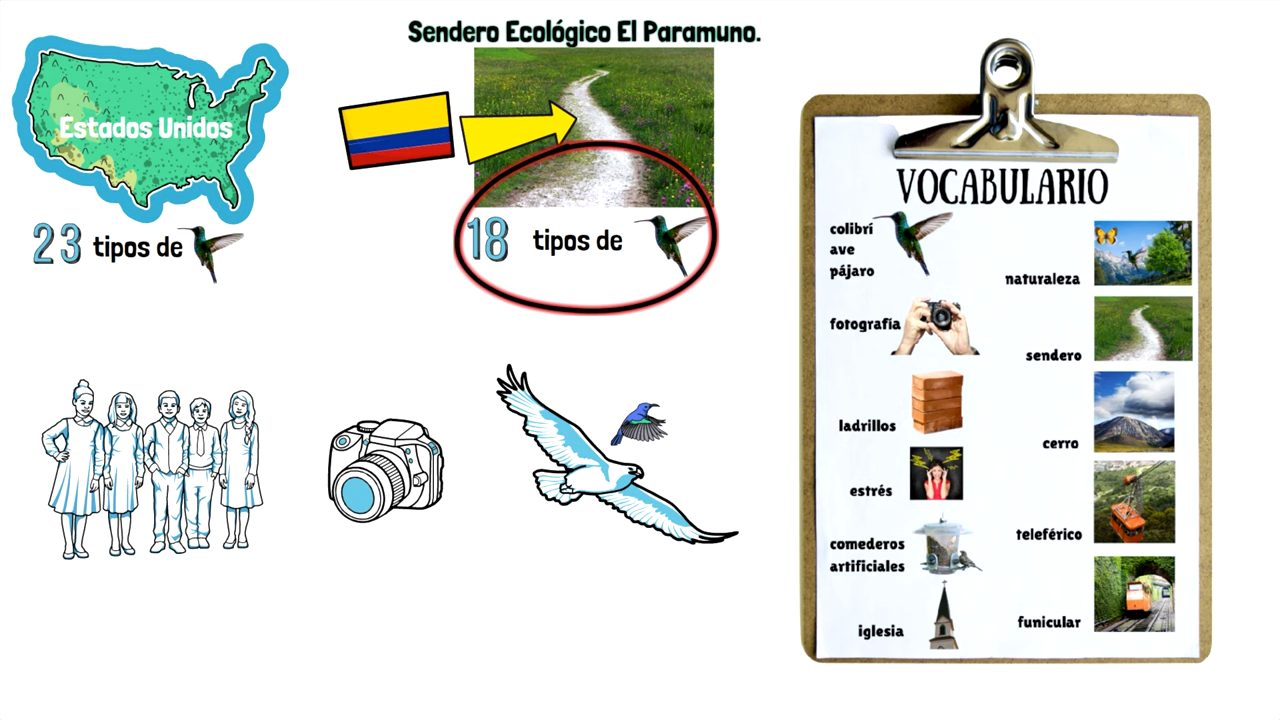 Sendero Ecológico El Paramuno.
Estados Unidos
23 tipos de
18 tipos de
VOCABULARIO
colibrí
ave
pájaro
fotografía
ladrillos
estrés
comederos
artificiales
iglesia
naturaleza
sendero
cerro
teleférico
funicular